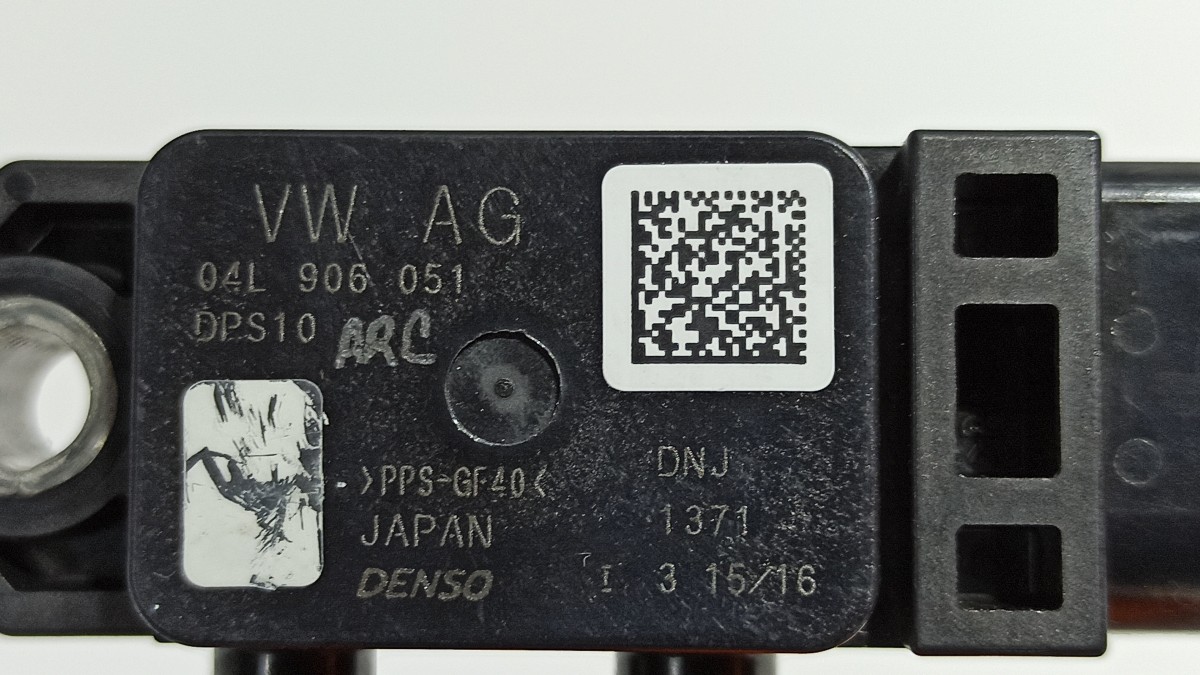 VW AG
04L 906 051
DPS10 ARC
>PPS-GF40<
JAPAN
DENSO
DNJ
1371
I 3 15/16